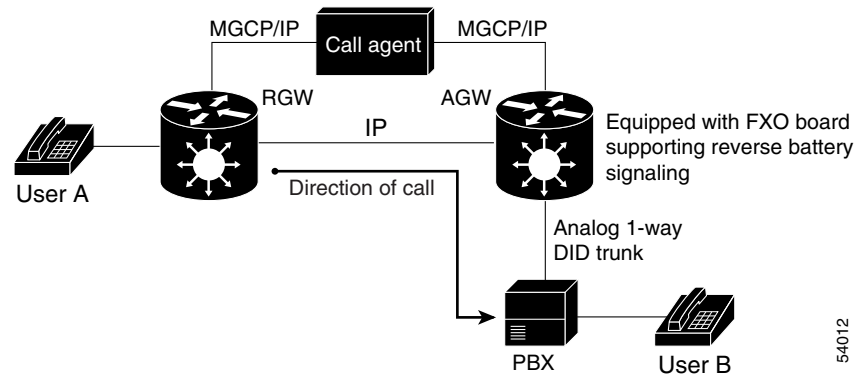 MGCP/IP
Call agent
MGCP/IP
RGW
AGW
IP
Equipped with FXO board
supporting reverse battery
signaling
User A
Direction of call
Analog 1-way
DID trunk
PBX
User B
54012